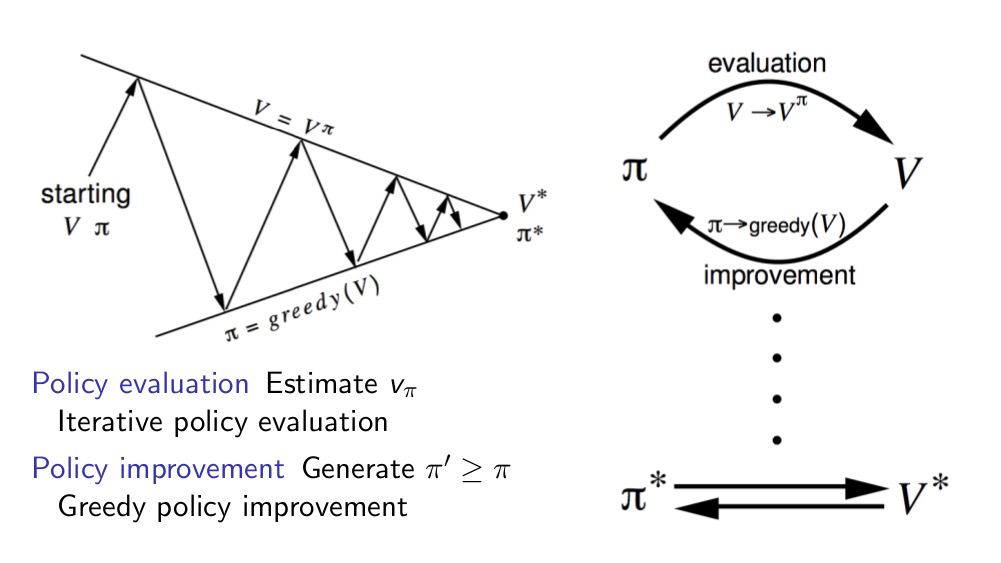 V = Vπ
starting
V π
V*
π*
π = greedy(V)
Policy evaluation Estimate vπ
Iterative policy evaluation
Policy improvement Generate π′ ≥ π
Greedy policy improvement
evaluation
V →Vπ
π
V
π→greedy(V)
improvement
π*
V*